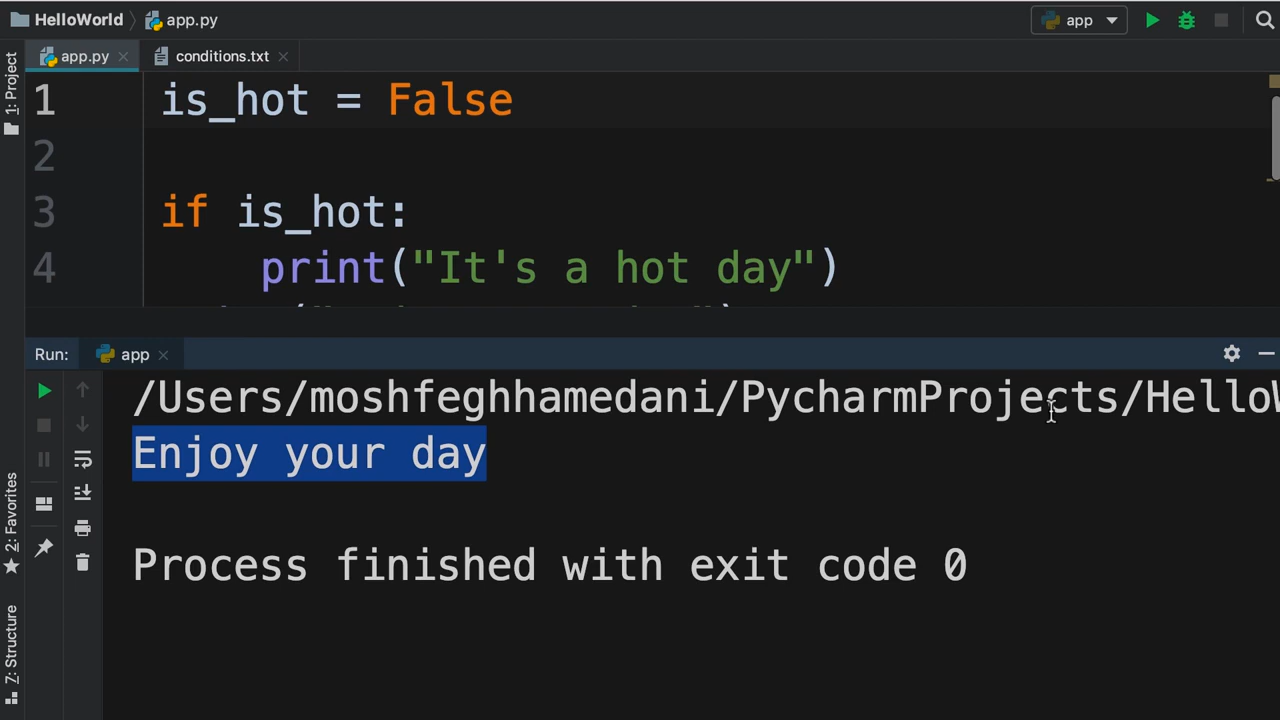 HelloWorld app.py app
app.py conditions.txt
1: Project
1 is_hot = False
2
3 if is_hot:
4 print("It's a hot day")
Run: app
/Users/moshfeghhamedani/PycharmProjects/Hello
Enjoy your day
Process finished with exit code 0
2: Favorites
Z: Structure